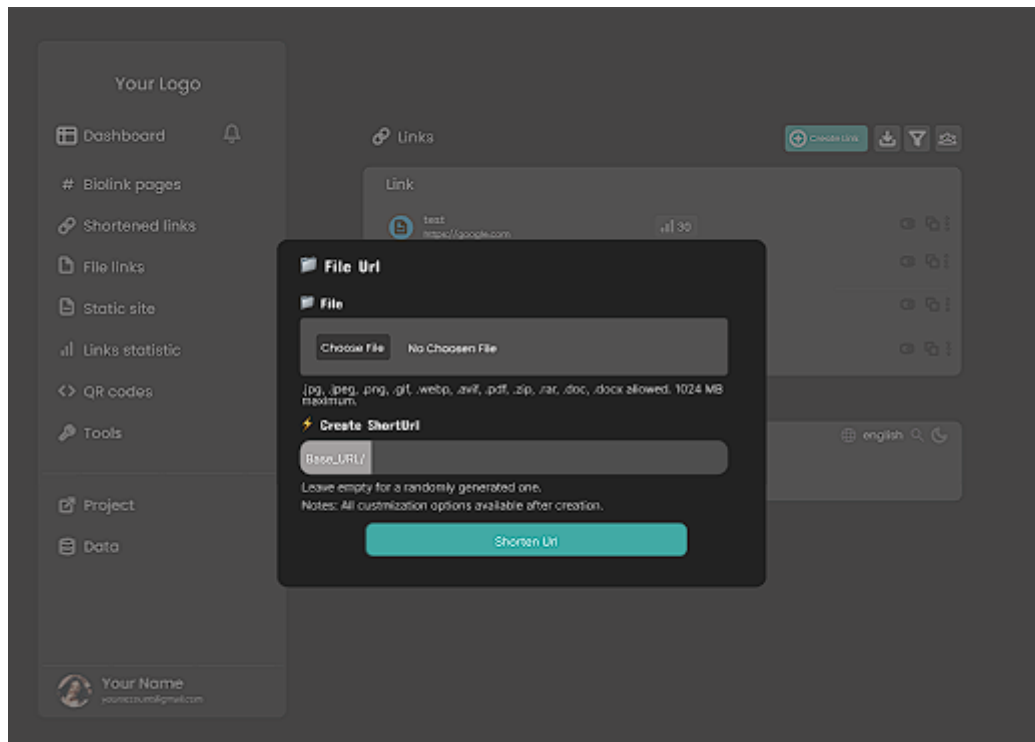 Your Logo
Dashboard
# Biolink pages
Shortened links
File links
Static site
Links statistic
<> QR codes
Tools
Project
Data
Your Name
Links
Create Link
Link
test
https://google.com
30
english
File Url
File
Choose File No Choosen File
.jpg, .jpeg, .png, .gif, .webp, .avif, .pdf, .zip, .rar, .doc, .docx allowed. 1024 MB
maximum.
Create ShortUrl
Base_URL/
Leave empty for a randomly generated one.
Notes: All custmization options available after creation.
Shorten Url